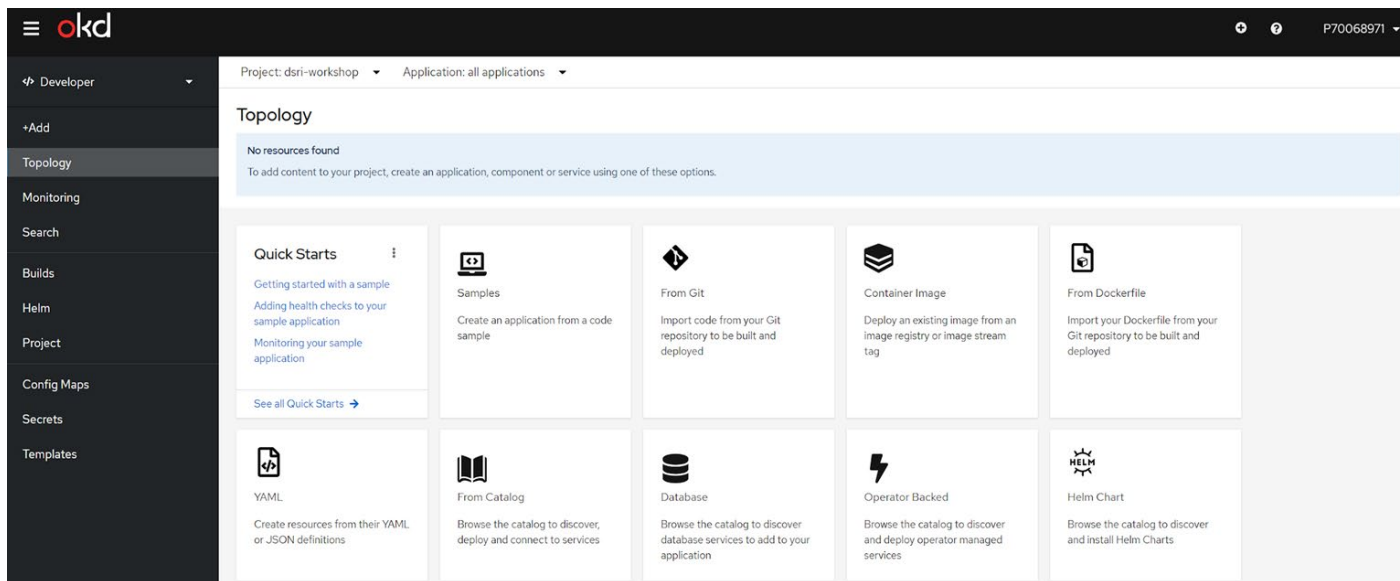 okd
P70068971
Developer
Project: dsri-workshop
Application: all applications
+Add
Topology
Monitoring
Search
Builds
Helm
Project
Config Maps
Secrets
Templates
Topology
No resources found
To add content to your project, create an application, component or service using one of these options.
Quick Starts
Getting started with a sample
Adding health checks to your
sample application
Monitoring your sample
application
See all Quick Starts
Samples
Create an application from a code
sample
From Git
Import code from your Git
repository to be built and
deployed
Container Image
Deploy an existing image from an
image registry or image stream
tag
From Dockerfile
Import your Dockerfile from your
Git repository to be built and
deployed
YAML
Create resources from their YAML
or JSON definitions
From Catalog
Browse the catalog to discover,
deploy and connect to services
Database
Browse the catalog to discover
database services to add to your
application
Operator Backed
Browse the catalog to discover
and deploy operator managed
services
HELM
Helm Chart
Browse the catalog to discover
and install Helm Charts